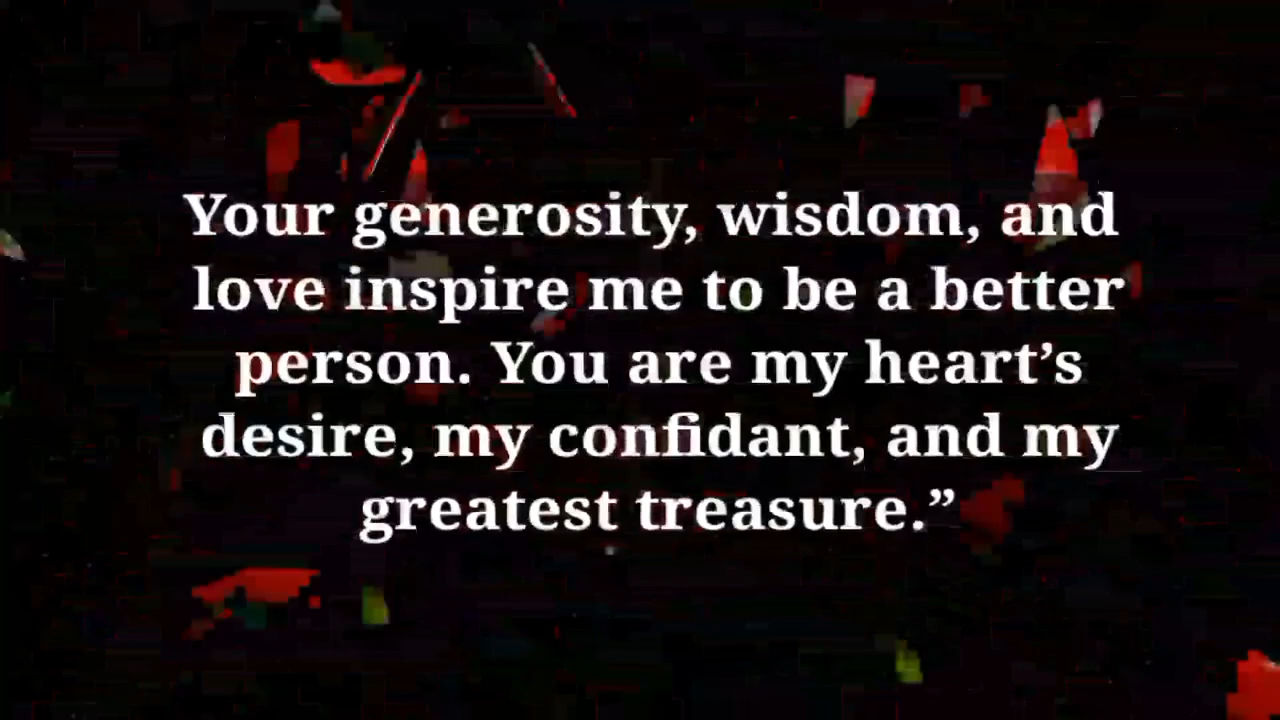 Your generosity, wisdom, and
love inspire me to be a better
person. You are my heart’s
desire, my confidant, and my
greatest treasure.”